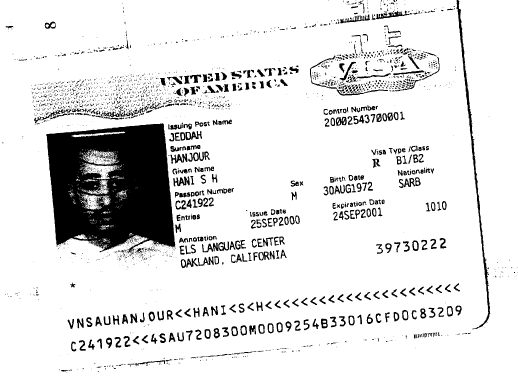 8
UNITED STATES
OF AMERICA
VISA
Issuing Post Name
JEDDAH
Control Number
20002543700001
Surname
HANJOUR
Given Name
HANI S H
Visa Type /Class
R B1/B2
Passport Number
C241922
Sex
M
Birth Date
30AUG1972
Nationality
SARB
Entries
M
Issue Date
25SEP2000
Expiration Date
24SEP2001
1010
Annotation
ELS LANGUAGE CENTER
OAKLAND, CALIFORNIA
39730222
*
VNSAUHANJOUR<<HANI<S<H<<<<<<<<<<<<<<<<<<<<<<
C241922<<4SAU7208300M0009254B33016CFD0C83209